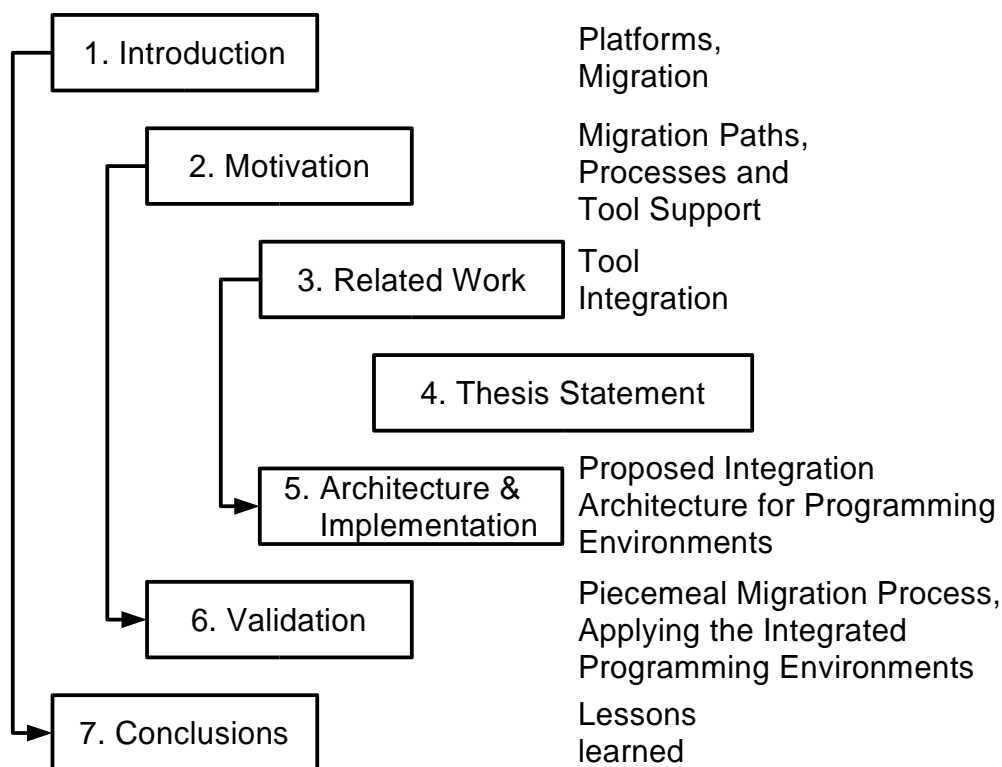 1. Introduction
Platforms,
Migration
2. Motivation
Migration Paths,
Processes and
Tool Support
3. Related Work
Tool
Integration
4. Thesis Statement
5. Architecture &
Implementation
Proposed Integration
Architecture for Programming
Environments
6. Validation
Piecemeal Migration Process,
Applying the Integrated
Programming Environments
7. Conclusions
Lessons
learned